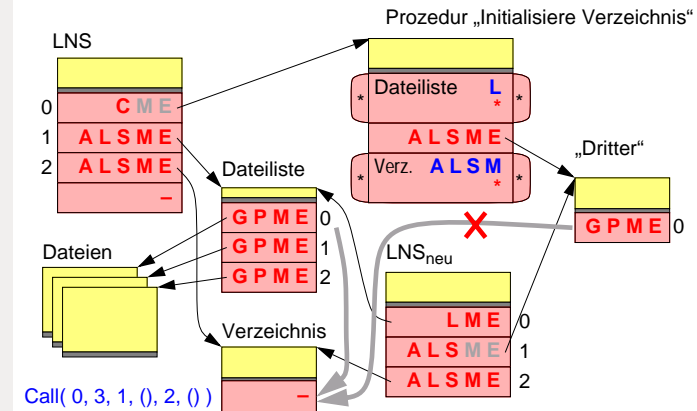 Prozedur „Initialisiere Verzeichnis“
LNS
0 C M E
1 A L S M E
2 A L S M E
–
Dateiliste L
* * *
A L S M E
Verz. A L S M
* * *
„Dritter“
G P M E 0
Dateiliste
G P M E 0
G P M E 1
G P M E 2
Dateien
LNSneu
L M E 0
A L S M E 1
A L S M E 2
Verzeichnis
–
Call( 0, 3, 1, (), 2, () )